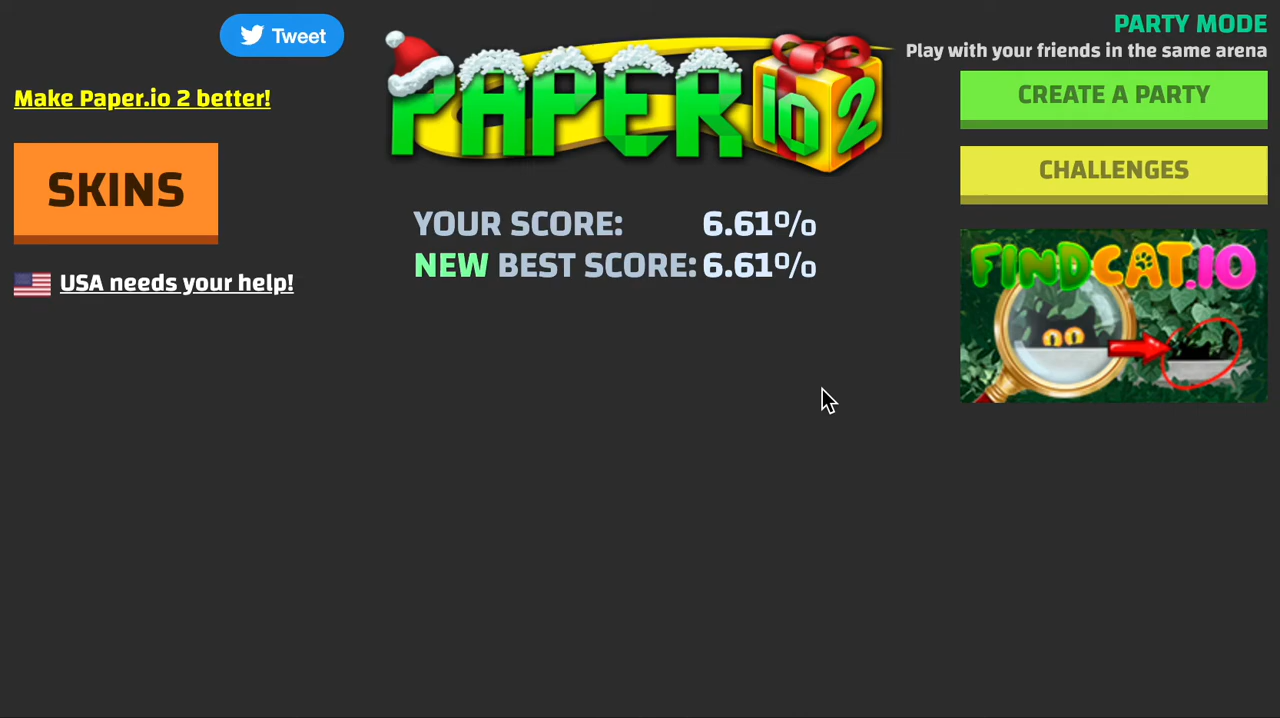 Tweet
Make Paper.io 2 better!
SKINS
USA needs your help!
PAPER io 2
YOUR SCORE: 6.61%
NEW BEST SCORE: 6.61%
PARTY MODE
Play with your friends in the same arena
CREATE A PARTY
CHALLENGES
FINDCAT.IO